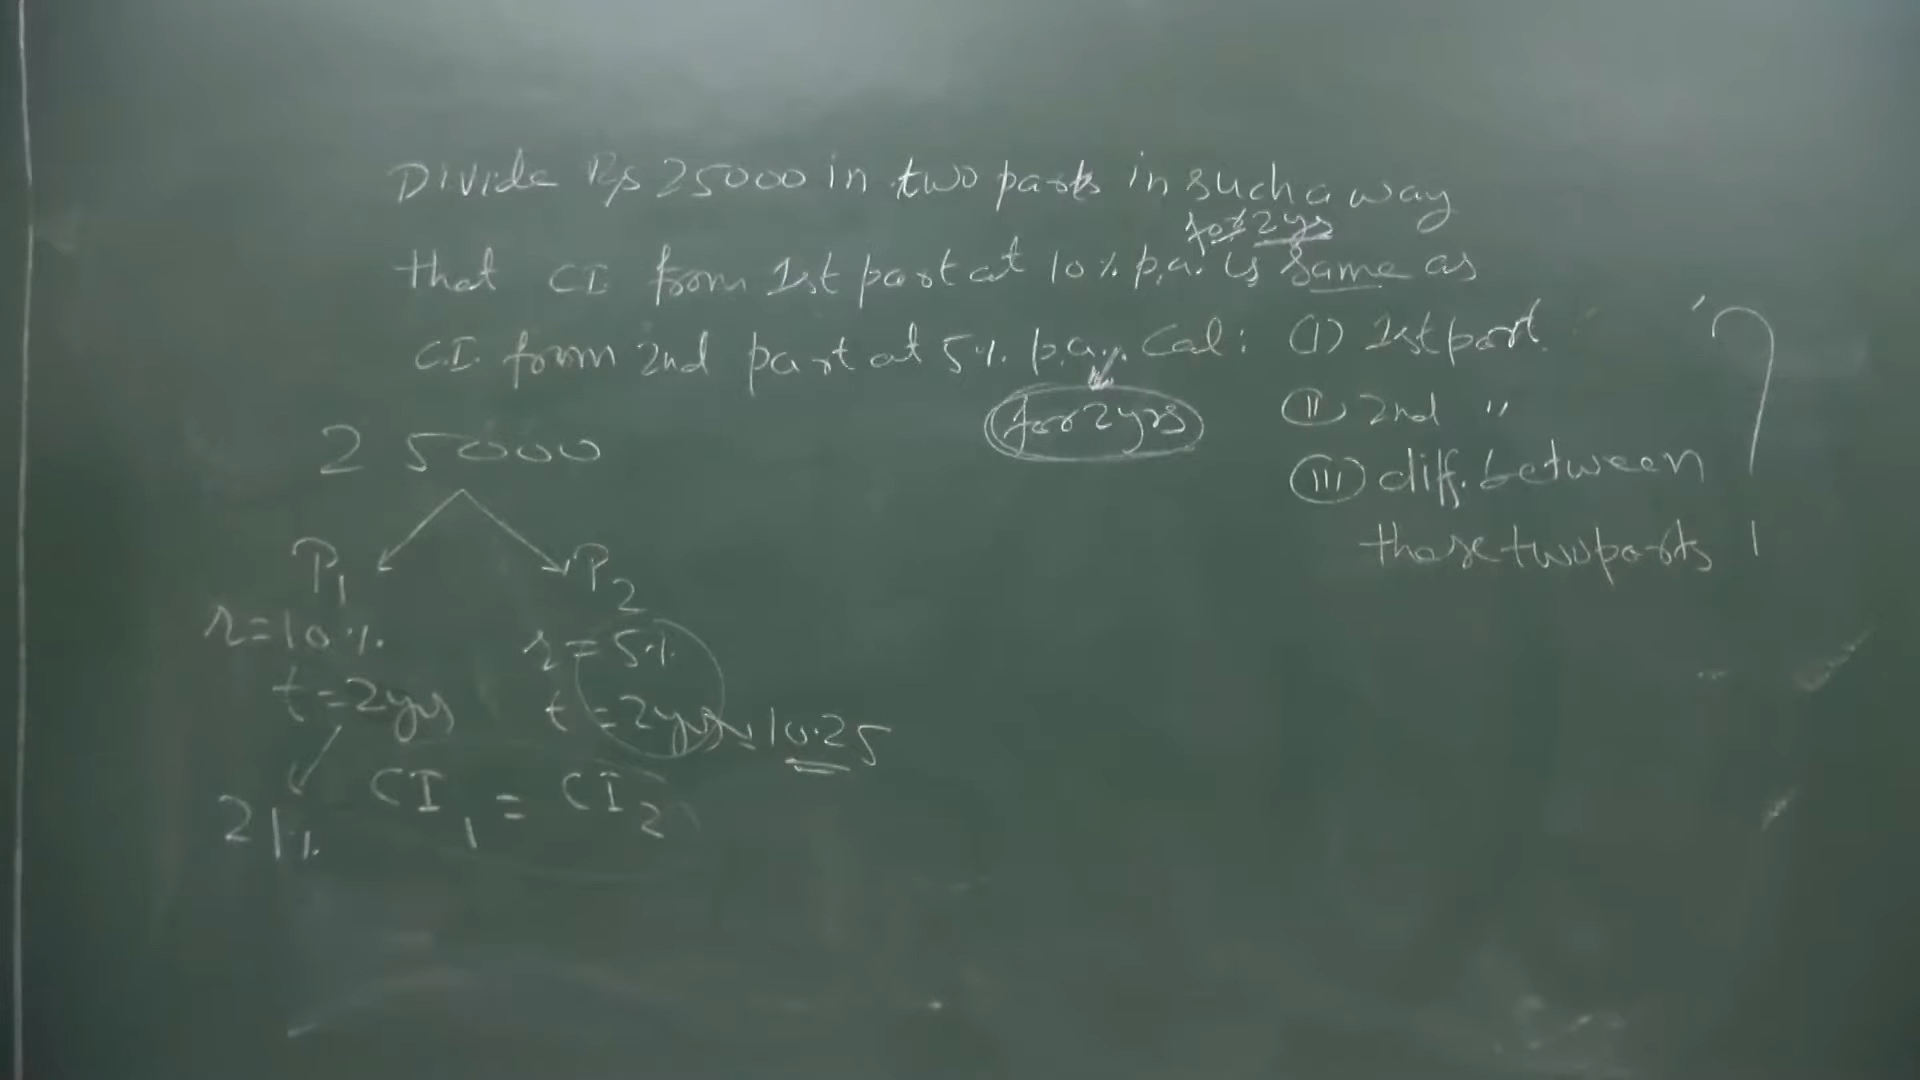 Divide Rs 25000 in two parts in such a way
for 2 yrs
that CI from 1st part at 10% p.a. is same as
C.I. from 2nd part at 5% p.a. Cal: (I) 1st part
for 2 yrs
(II) 2nd "
(III) diff. between
these two parts ?
25000
P1 P2
r=10% r=5%
t=2yrs t=2yrs 10.25
21% CI1 = CI2